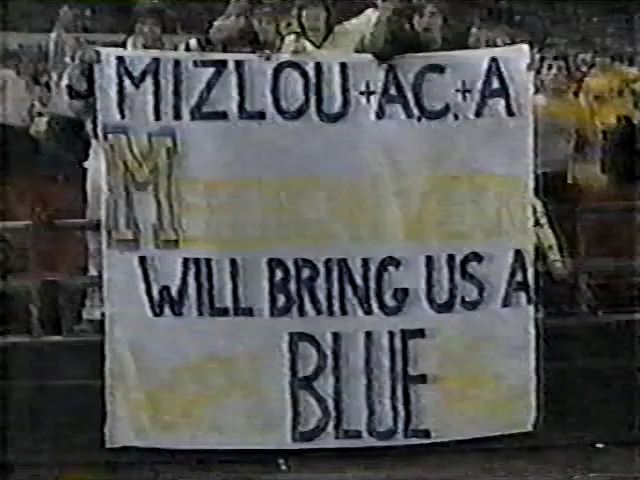 MIZLOU + A.C. + A
M
WILL BRING US A
BLUE